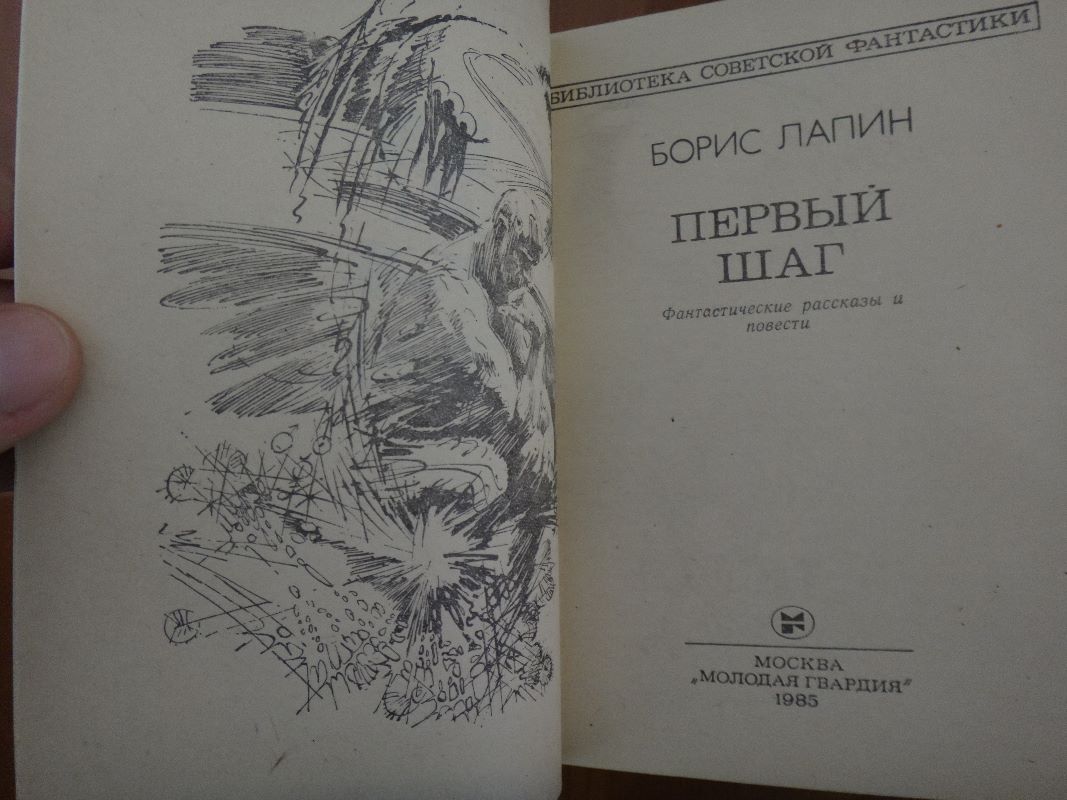 БИБЛИОТЕКА СОВЕТСКОЙ ФАНТАСТИКИ
БОРИС ЛАПИН
ПЕРВЫЙ
ШАГ
Фантастические рассказы и
повести
МОСКВА
„МОЛОДАЯ ГВАРДИЯ"
1985